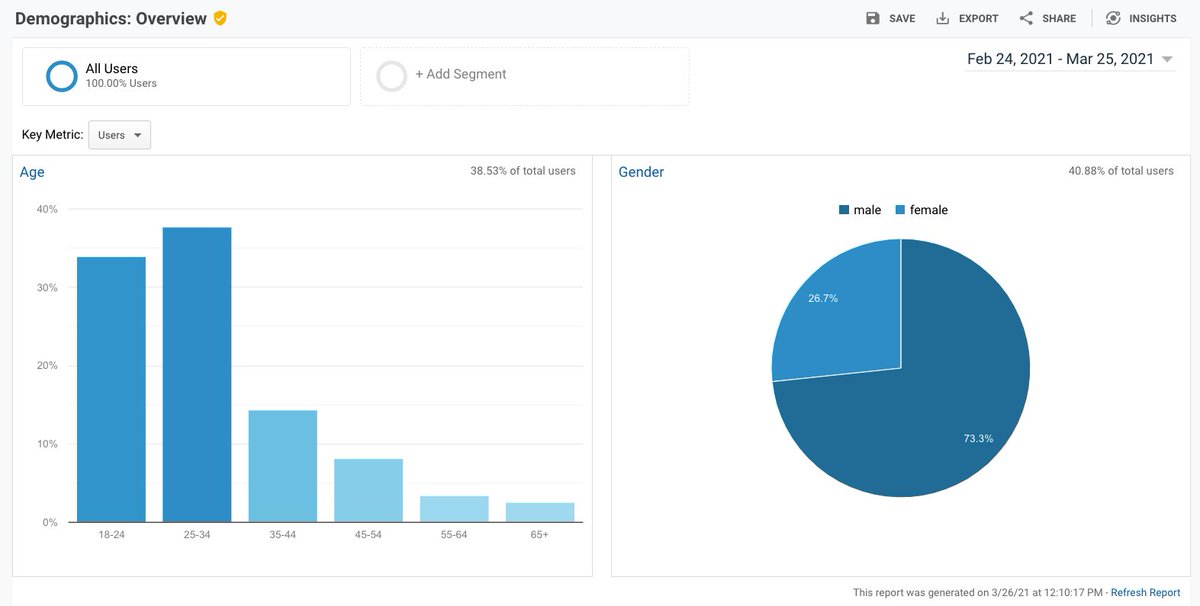 Demographics: Overview
SAVE EXPORT SHARE INSIGHTS
All Users
100.00% Users
+ Add Segment
Feb 24, 2021 - Mar 25, 2021
Key Metric: Users
Age
38.53% of total users
40%
30%
20%
10%
0%
18-24 25-34 35-44 45-54 55-64 65+
Gender
40.88% of total users
male female
26.7%
73.3%
This report was generated on 3/26/21 at 12:10:17 PM - Refresh Report